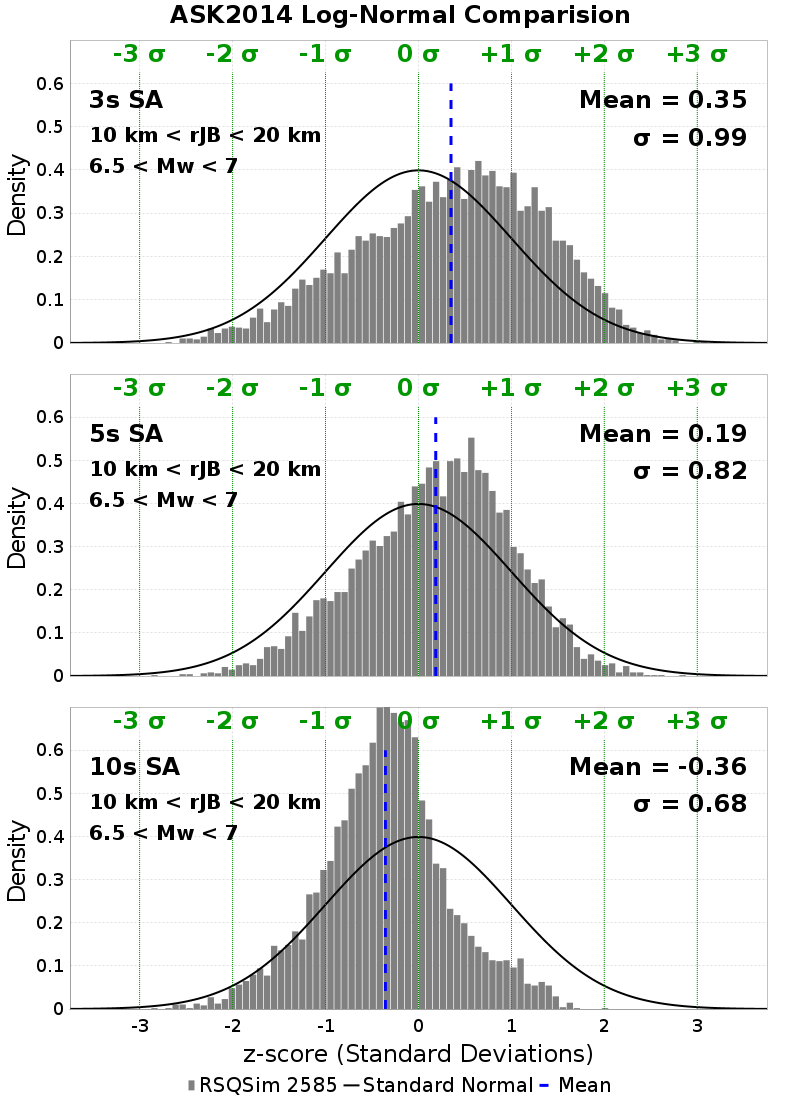 ASK2014 Log-Normal Comparision
-3 σ -2 σ -1 σ 0 σ +1 σ +2 σ +3 σ
0.6
3s SA Mean = 0.35
0.5
10 km < rJB < 20 km σ = 0.99
6.5 < Mw < 7
0.4
0.3
0.2
0.1
0
Density
-3 σ -2 σ -1 σ 0 σ +1 σ +2 σ +3 σ
0.6
5s SA Mean = 0.19
0.5
10 km < rJB < 20 km σ = 0.82
6.5 < Mw < 7
0.4
0.3
0.2
0.1
0
Density
-3 σ -2 σ -1 σ 0 σ +1 σ +2 σ +3 σ
0.6
10s SA Mean = -0.36
0.5
10 km < rJB < 20 km σ = 0.68
6.5 < Mw < 7
0.4
0.3
0.2
0.1
0
Density
-3 -2 -1 0 1 2 3
z-score (Standard Deviations)
RSQSim 2585 Standard Normal Mean